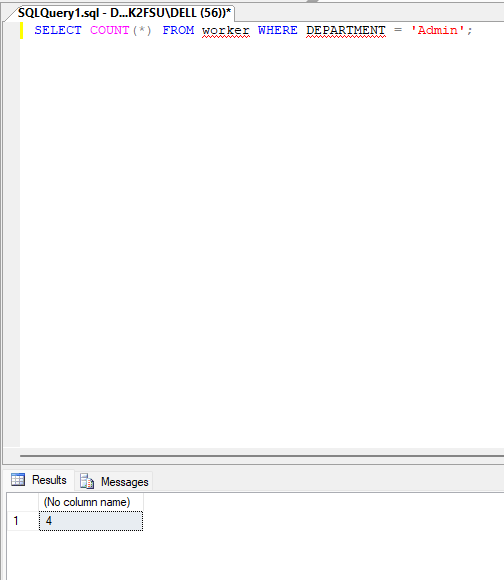 SQLQuery1.sql - D...K2FSU\DELL (56))*
SELECT COUNT(*) FROM worker WHERE DEPARTMENT = 'Admin';
Results Messages
(No column name)
1 4